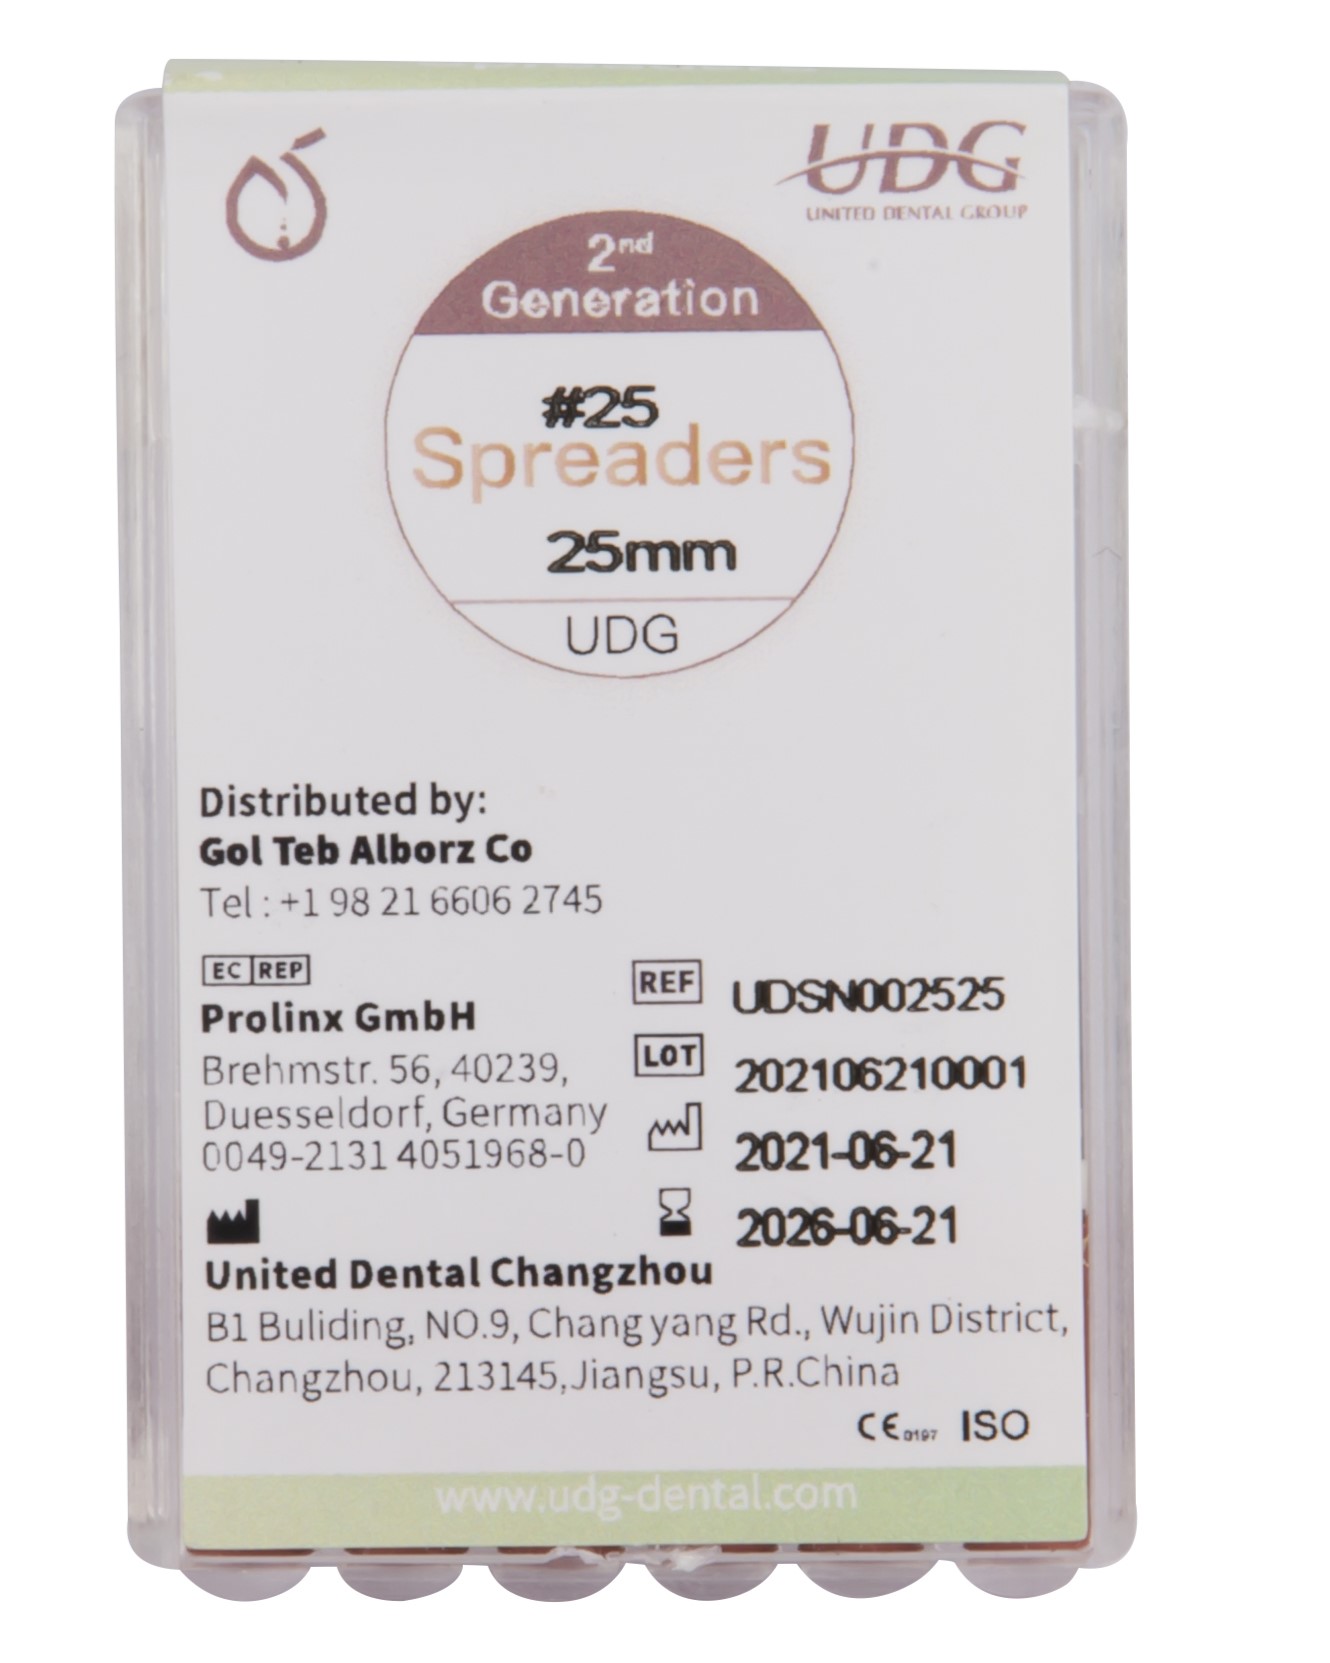 UDG
UNITED DENTAL GROUP
2nd
Generation
#25
Spreaders
25mm
UDG
Distributed by:
Gol Teb Alborz Co
Tel : +1 98 21 6606 2745
EC REP
Prolinx GmbH
Brehmstr. 56, 40239,
Duesseldorf, Germany
0049-2131 4051968-0
REF UDSN002525
LOT 202106210001
2021-06-21
2026-06-21
United Dental Changzhou
B1 Buliding, NO.9, Changyang Rd., Wujin District,
Changzhou, 213145,Jiangsu, P.R.China
CE 0197 ISO
www.udg-dental.com